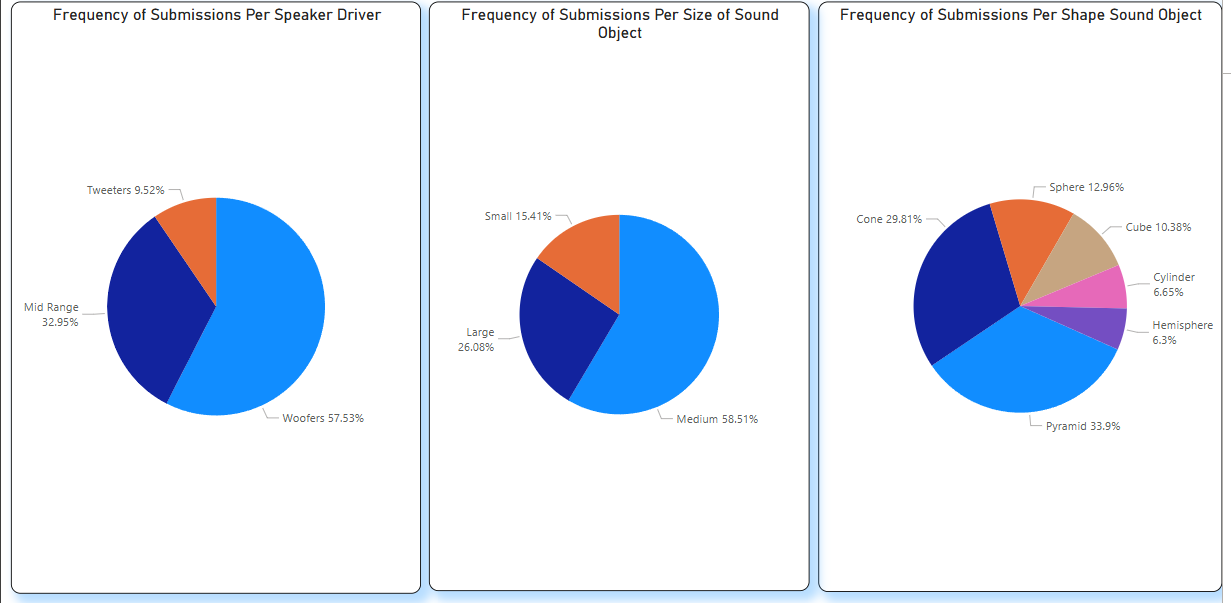 Frequency of Submissions Per Speaker Driver
Tweeters 9.52%
Mid Range
32.95%
Woofers 57.53%
Frequency of Submissions Per Size of Sound
Object
Small 15.41%
Large
26.08%
Medium 58.51%
Frequency of Submissions Per Shape Sound Object
Sphere 12.96%
Cone 29.81%
Cube 10.38%
Cylinder
6.65%
Hemisphere
6.3%
Pyramid 33.9%